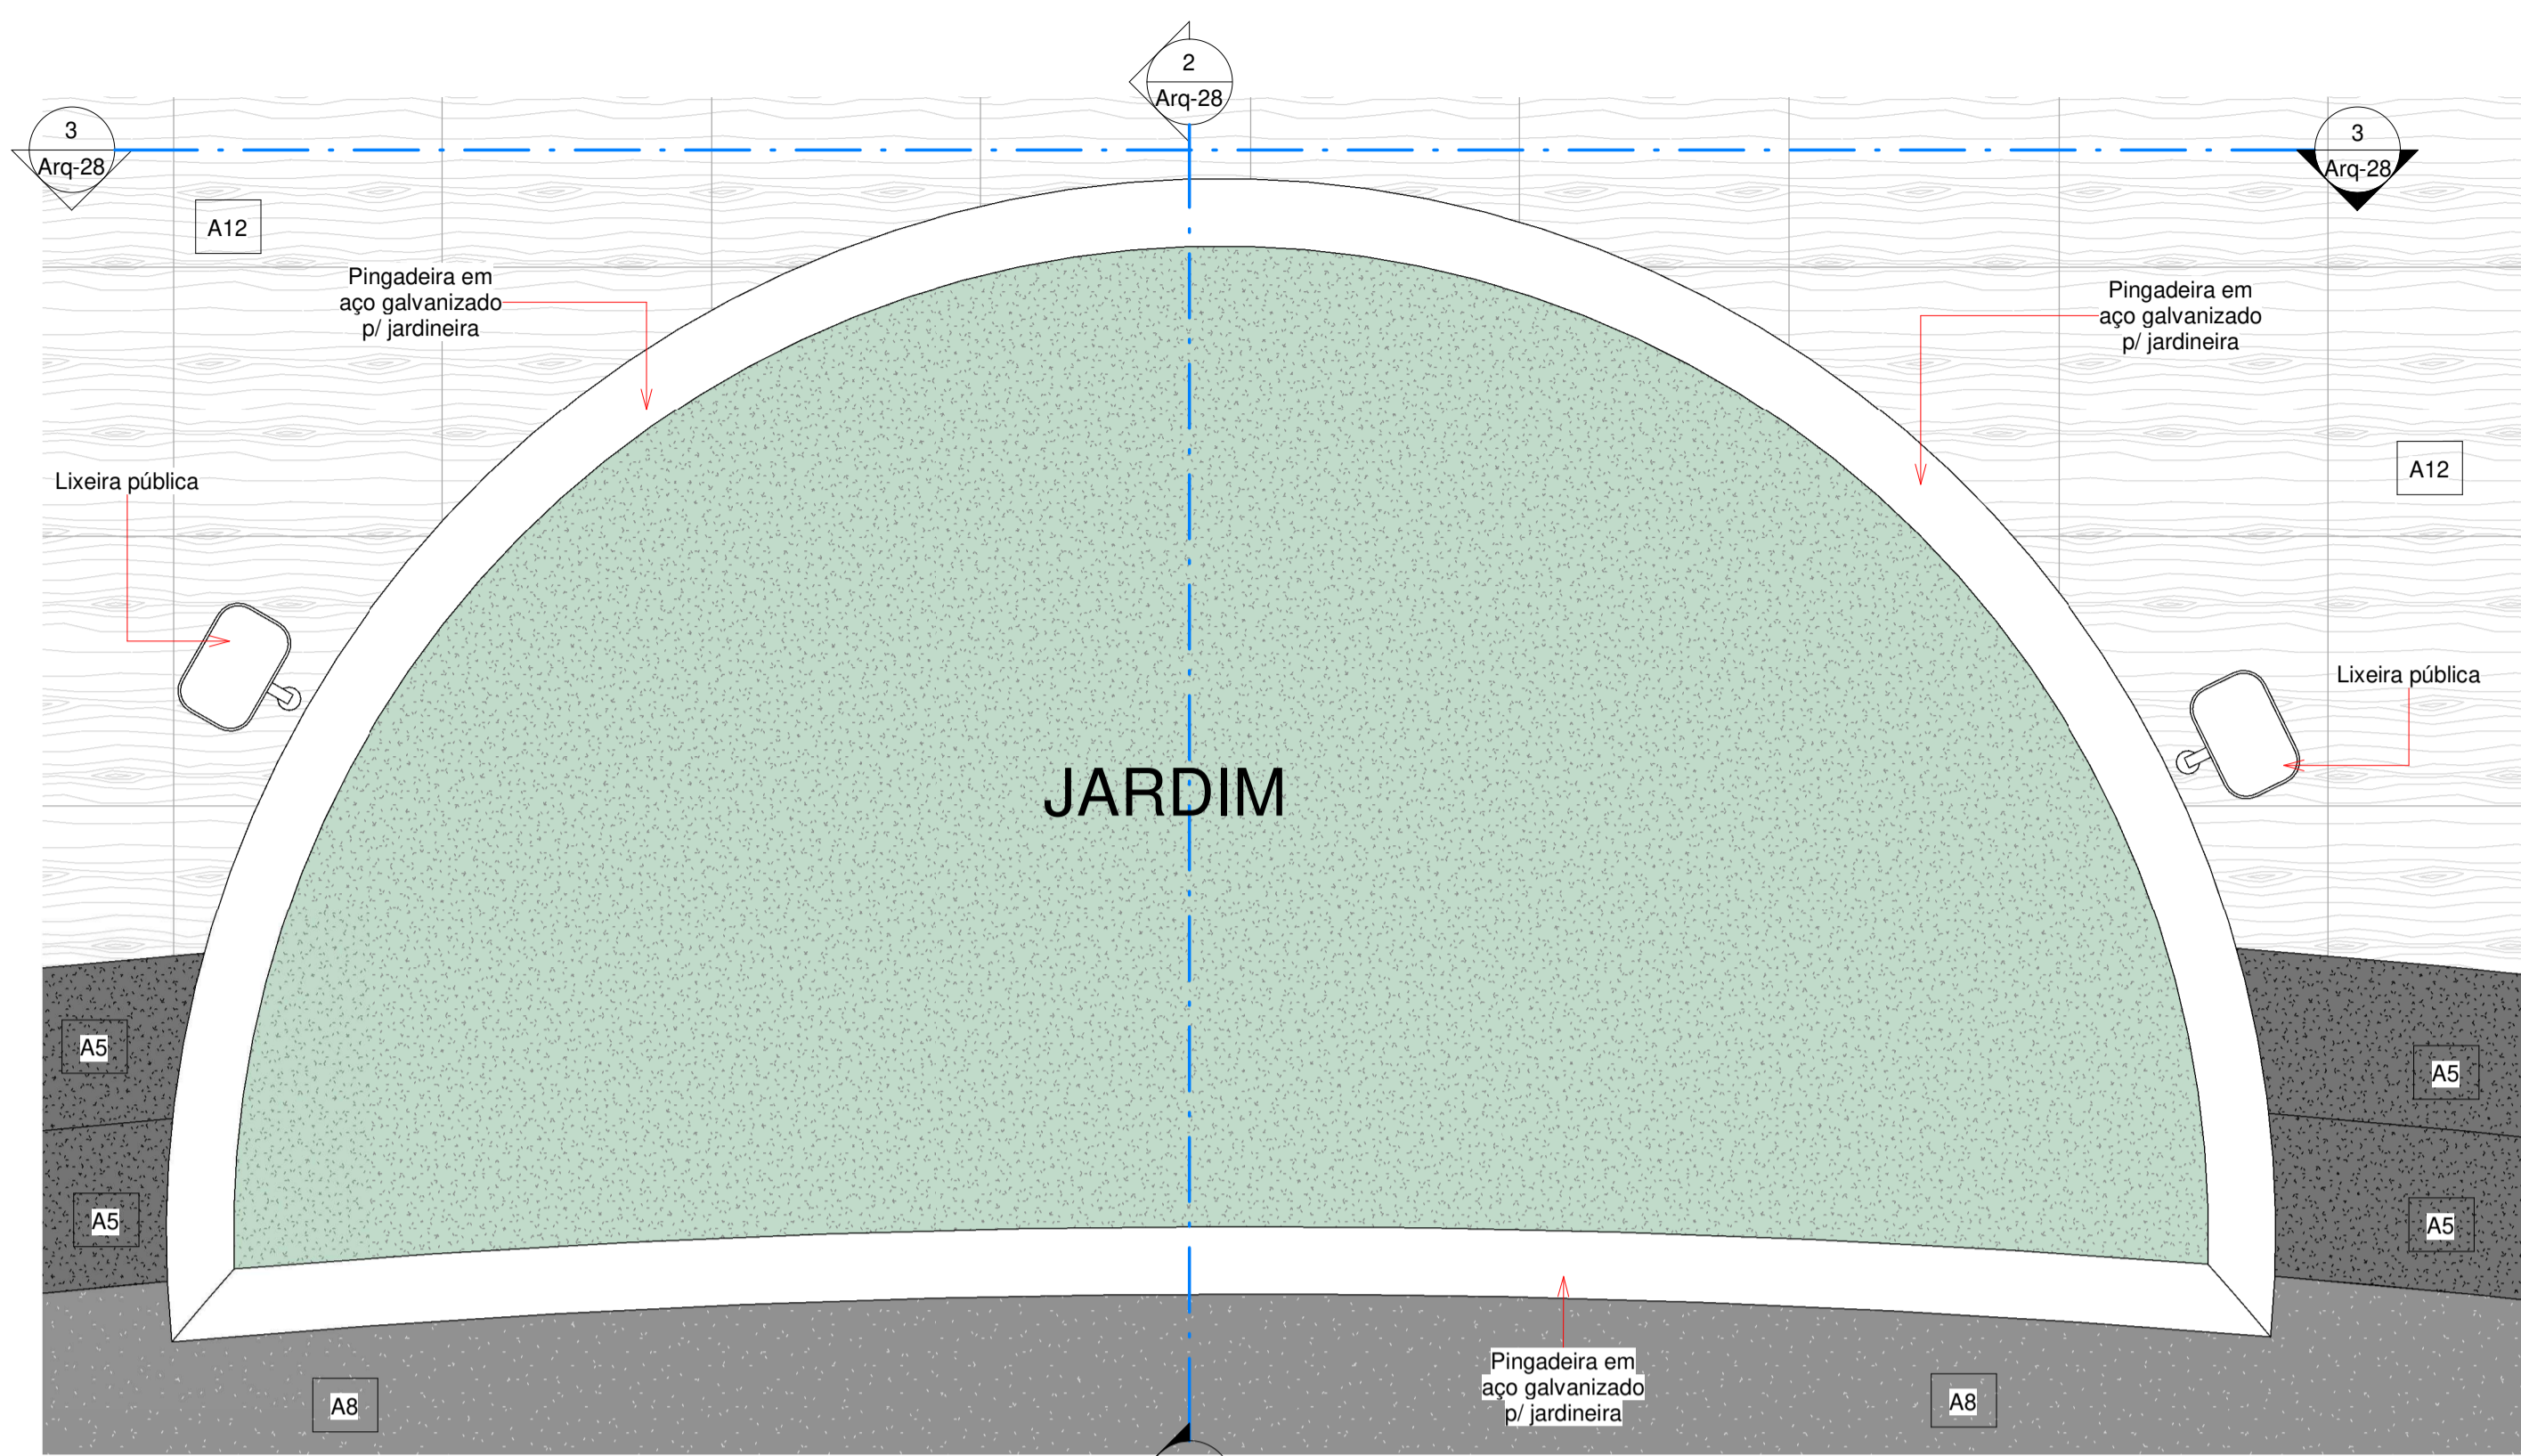 2
Arq-28
3
Arq-28
3
Arq-28
A12
Pingadeira em
aço galvanizado
p/ jardineira
Pingadeira em
aço galvanizado
p/ jardineira
A12
Lixeira pública
Lixeira pública
JARDIM
A5
A5
A5
A5
Pingadeira em
aço galvanizado
p/ jardineira
A8
A8